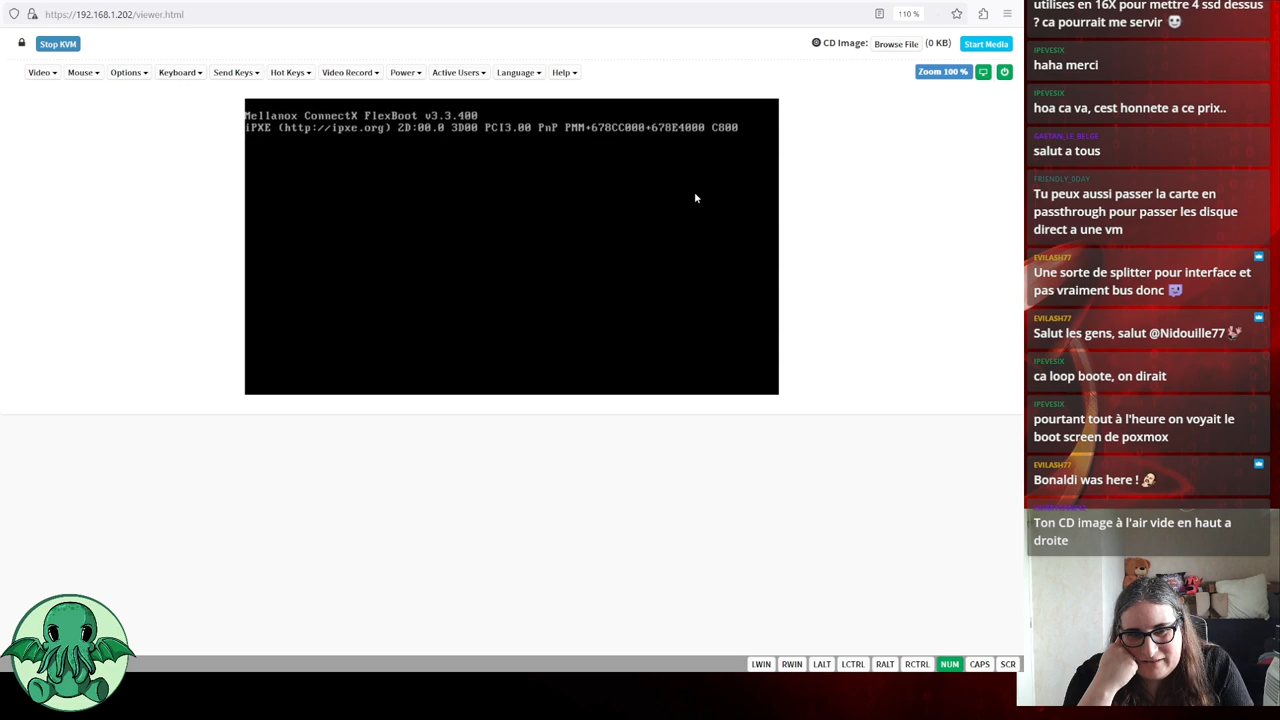 https://192.168.1.202/viewer.html
110 %
Stop KVM
CD Image: Browse File (0 KB) Start Media
Video Mouse Options Keyboard Send Keys Hot Keys Video Record Power Active Users Language Help
Zoom 100 %
Mellanox ConnectX FlexBoot v3.3.400
iPXE (http://ipxe.org) 2D:00.0 3D00 PCI3.00 PnP PMM+678CC000+678E4000 C800
LWIN RWIN LALT LCTRL RALT RCTRL NUM CAPS SCR
utilises en 16X pour mettre 4 ssd dessus
? ca pourrait me servir
IPEVESIX
haha merci
IPEVESIX
hoa ca va, cest honnete a ce prix..
GAETAN_LE_BELGE
salut a tous
FRIENDLY_0DAY
Tu peux aussi passer la carte en
passthrough pour passer les disque
direct a une vm
EVILASH77
Une sorte de splitter pour interface et
pas vraiment bus donc
EVILASH77
Salut les gens, salut @Nidouille77
IPEVESIX
ca loop boote, on dirait
IPEVESIX
pourtant tout à l'heure on voyait le
boot screen de poxmox
EVILASH77
Bonaldi was here !
Ton CD image à l'air vide en haut a
droite